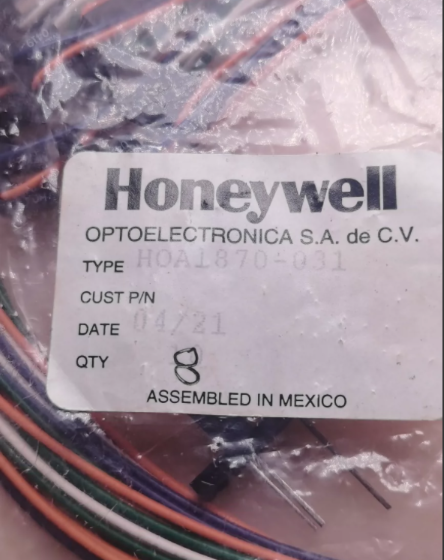 Honeywell
OPTOELECTRONICA S.A. de C.V.
TYPE HOA1870-031
CUST P/N
DATE 04/21
QTY 8
ASSEMBLED IN MEXICO